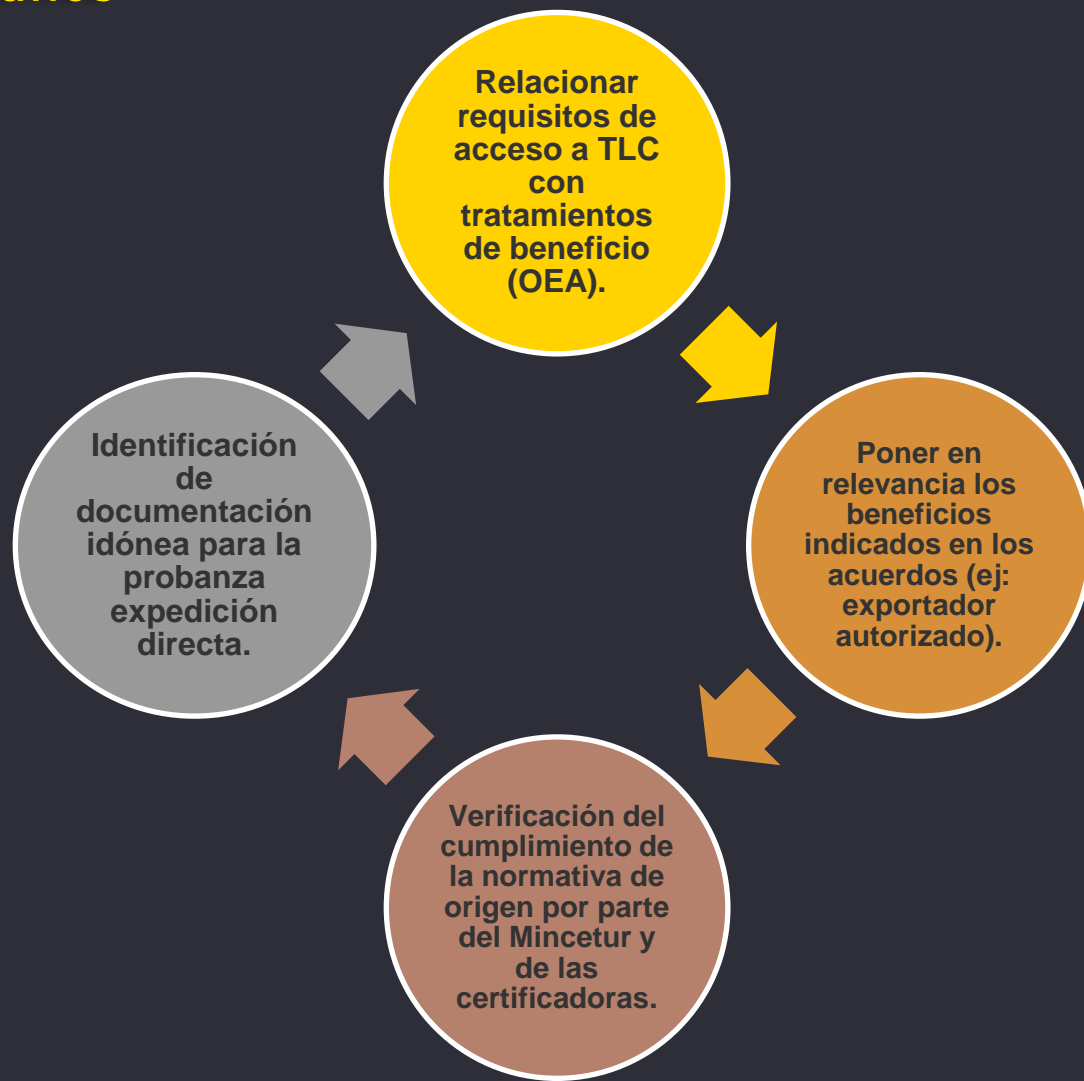 Relacionar
requisitos de
acceso a TLC
con
tratamientos
de beneficio
(OEA).
Poner en
relevancia los
beneficios
indicados en los
acuerdos (ej:
exportador
autorizado).
Verificación del
cumplimiento de
la normativa de
origen por parte
del Mincetur y
de las
certificadoras.
Identificación
de
documentación
idónea para la
probanza
expedición
directa.